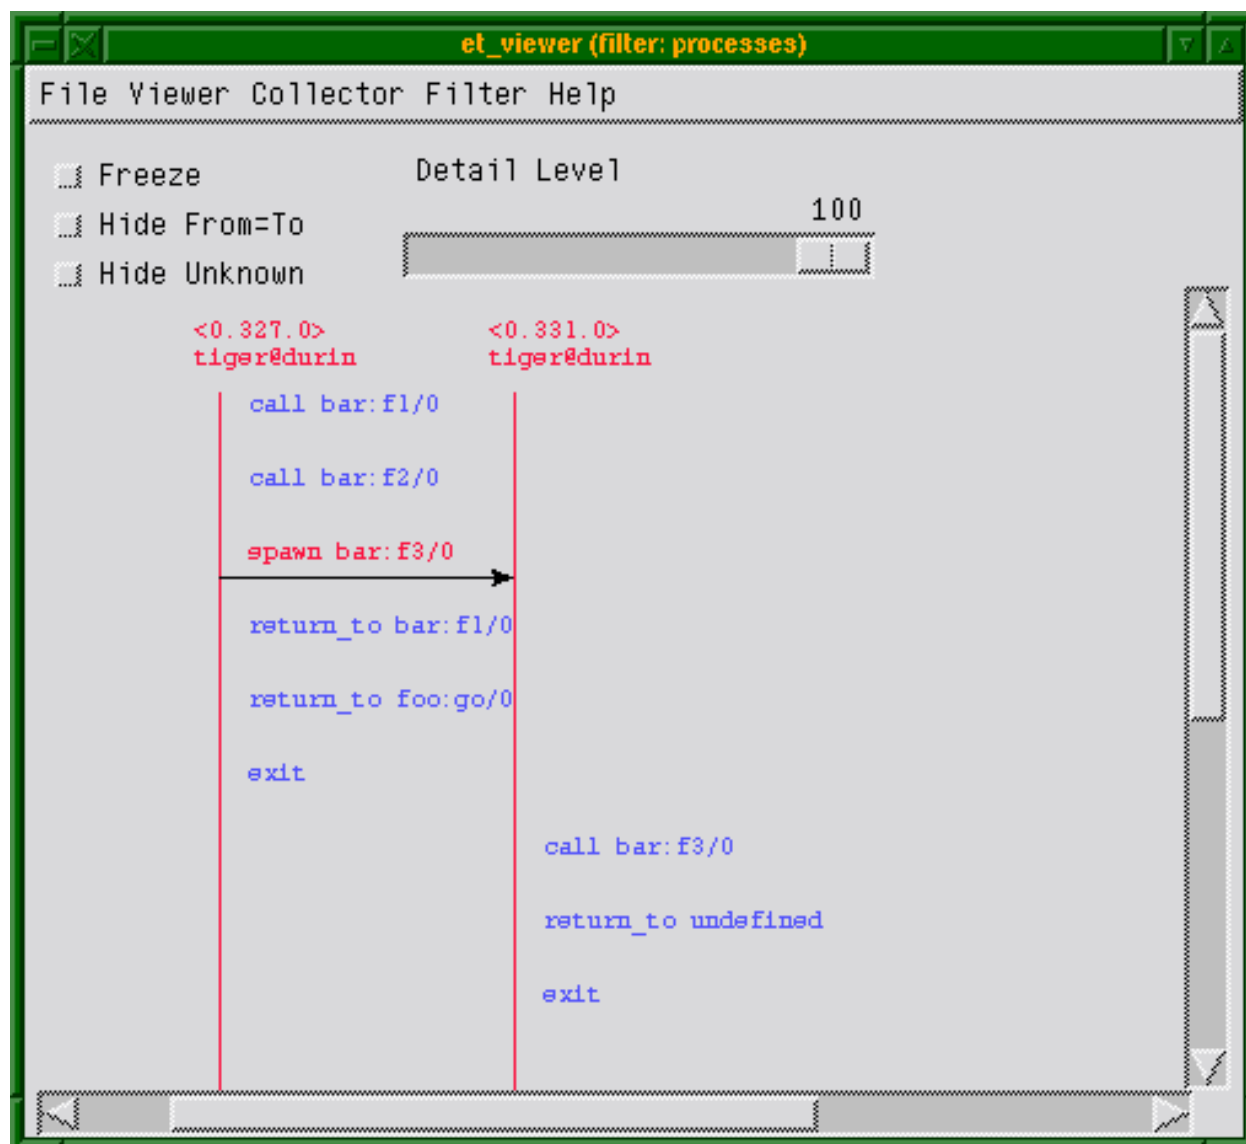 et_viewer (filter: processes)
File Viewer Collector Filter Help
Freeze
Detail Level
Hide From=To
100
Hide Unknown
<0.327.0> <0.331.0>
tiger@durin tiger@durin
call bar:f1/0
call bar:f2/0
spawn bar:f3/0
return_to bar:f1/0
return_to foo:go/0
exit
call bar:f3/0
return_to undefined
exit